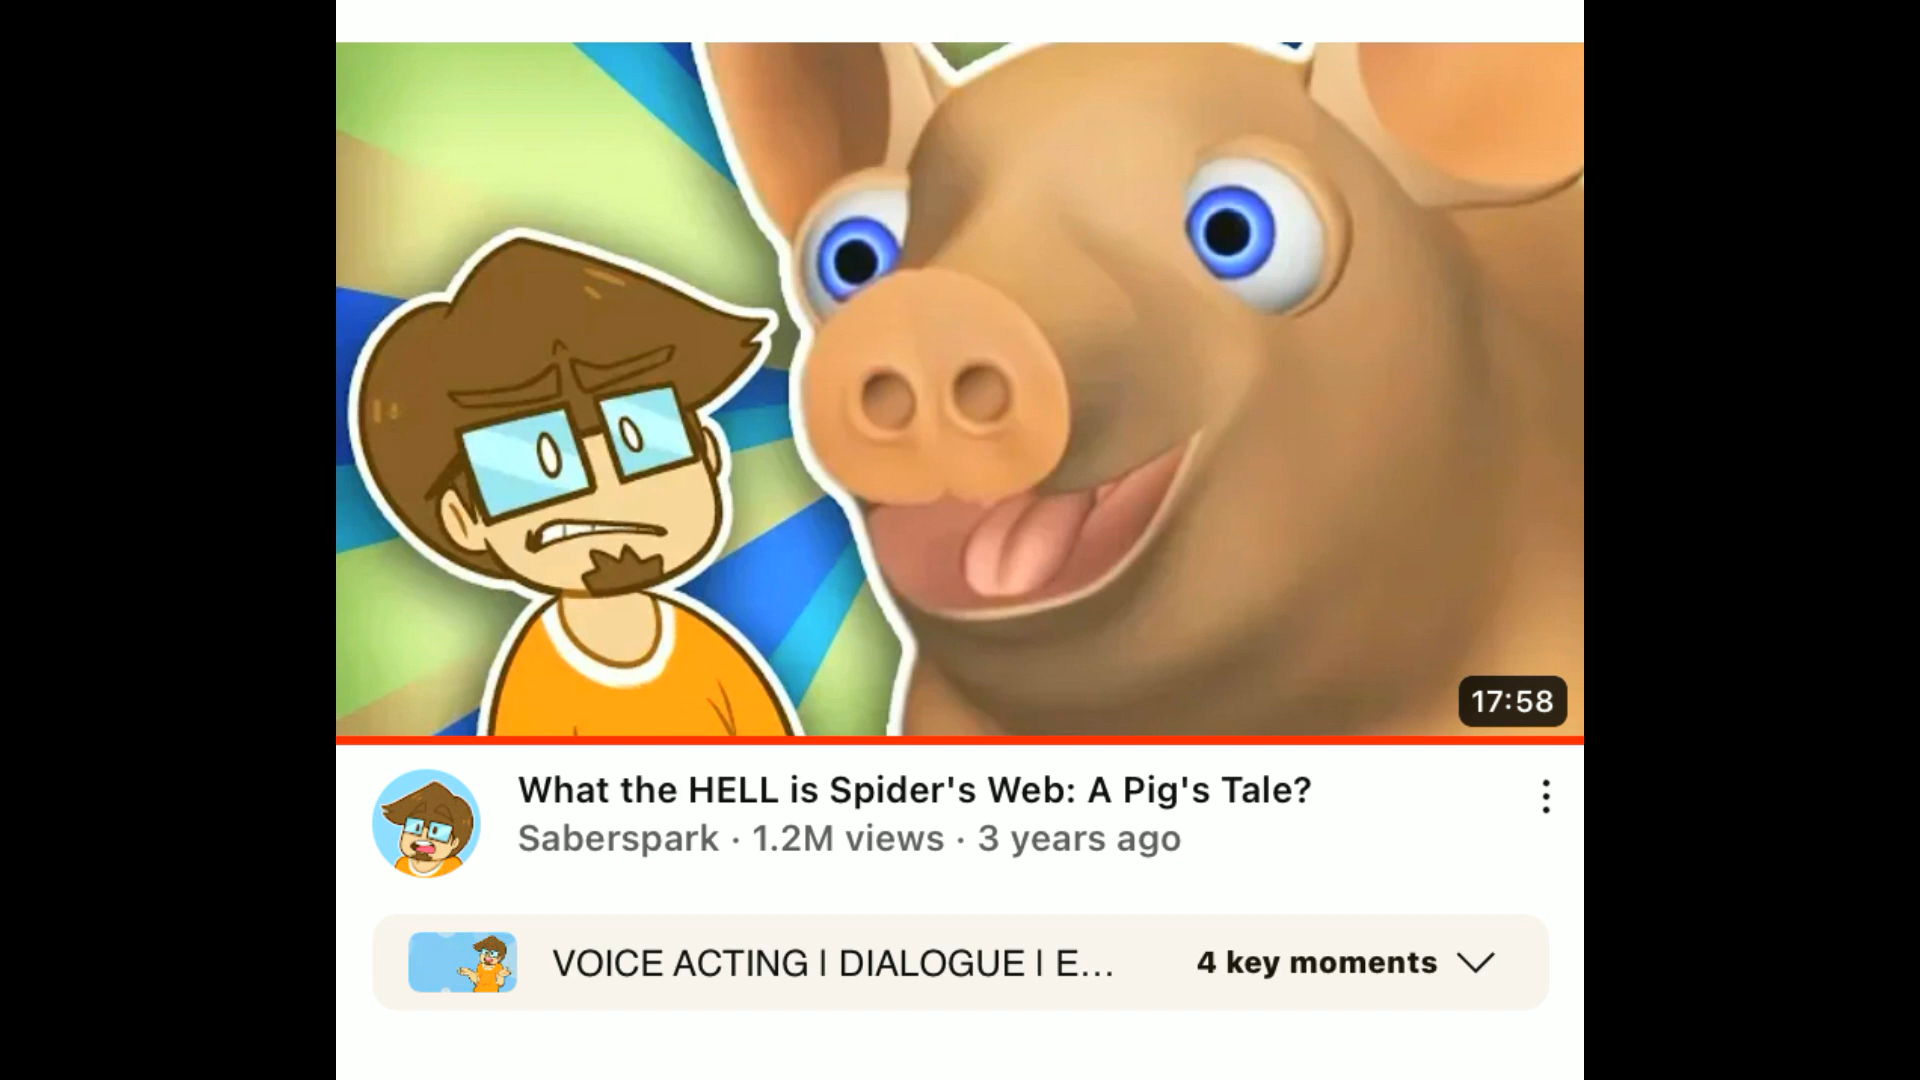 17:58
What the HELL is Spider's Web: A Pig's Tale?
Saberspark · 1.2M views · 3 years ago
VOICE ACTING | DIALOGUE | E... 4 key moments